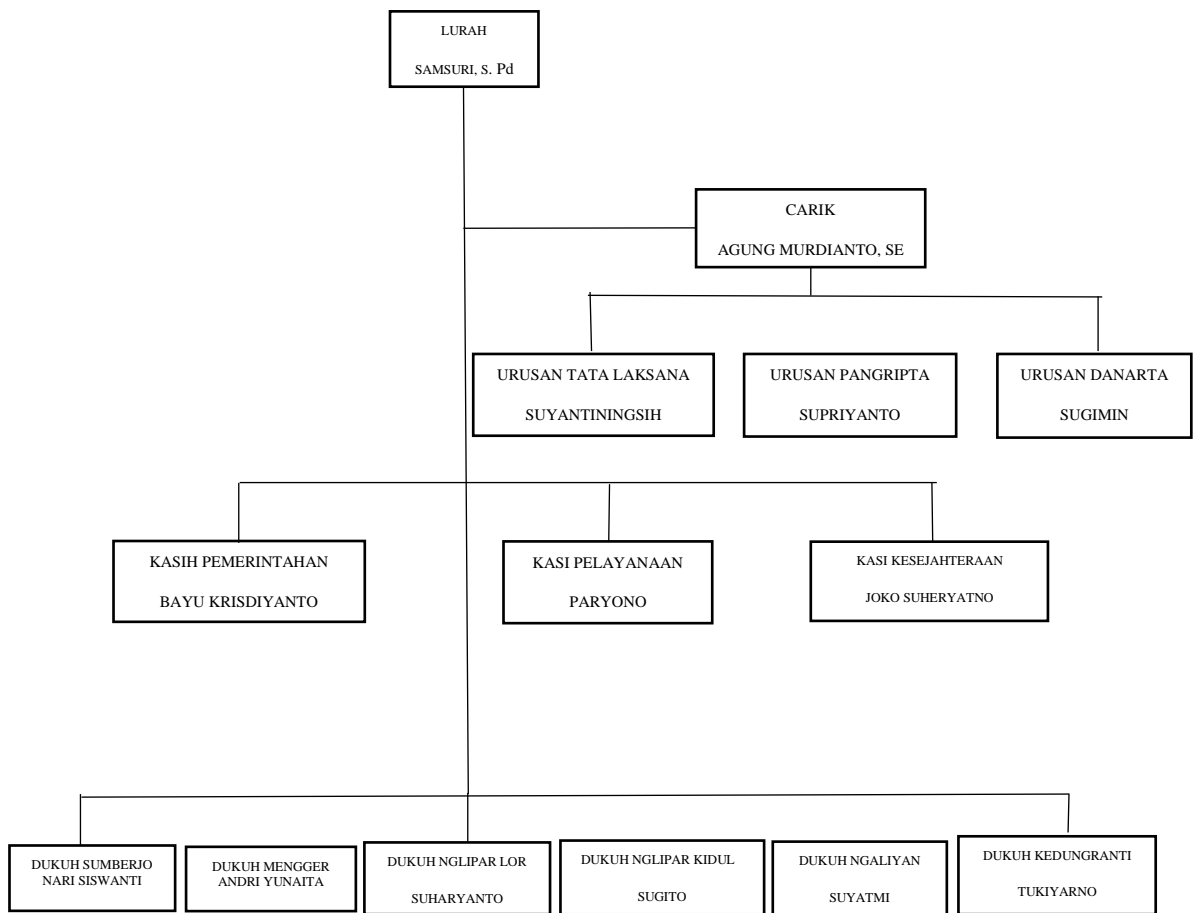 LURAH
SAMSURI, S. Pd
CARIK
AGUNG MURDIANTO, SE
URUSAN TATA LAKSANA
SUYANTININGSIH
URUSAN PANGRIPTA
SUPRIYANTO
URUSAN DANARTA
SUGIMIN
KASIH PEMERINTAHAN
BAYU KRISDIYANTO
KASI PELAYANAAN
PARYONO
KASI KESEJAHTERAAN
JOKO SUHERYATNO
DUKUH SUMBERJO
NARI SISWANTI
DUKUH MENGGER
ANDRI YUNAITA
DUKUH NGLIPAR LOR
SUHARYANTO
DUKUH NGLIPAR KIDUL
SUGITO
DUKUH NGALIYAN
SUYATMI
DUKUH KEDUNGRANTI
TUKIYARNO